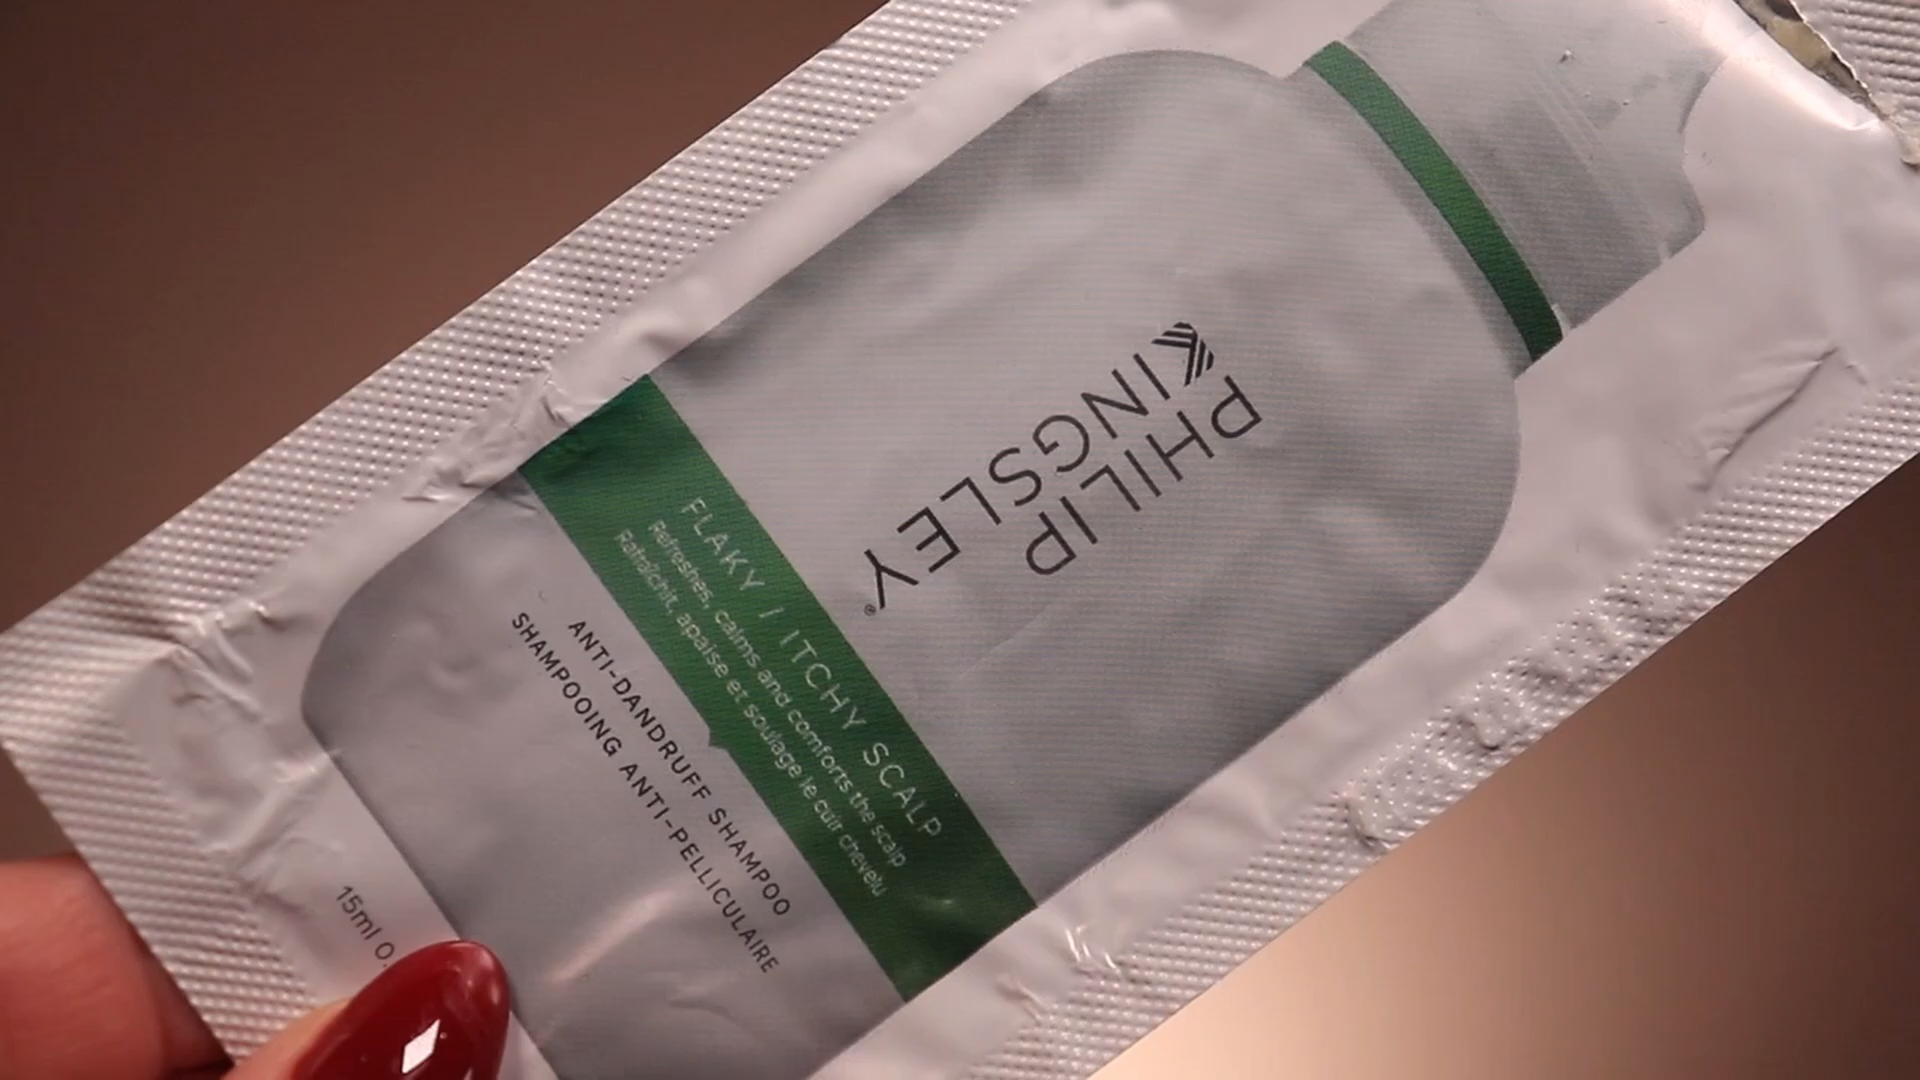 PHILIP
KINGSLEY®
FLAKY / ITCHY SCALP
Refreshes, calms and comforts the scalp
Rafraîchit, apaise et soulage le cuir chevelu
ANTI-DANDRUFF SHAMPOO
SHAMPOOING ANTI-PELLICULAIRE
15ml 0.